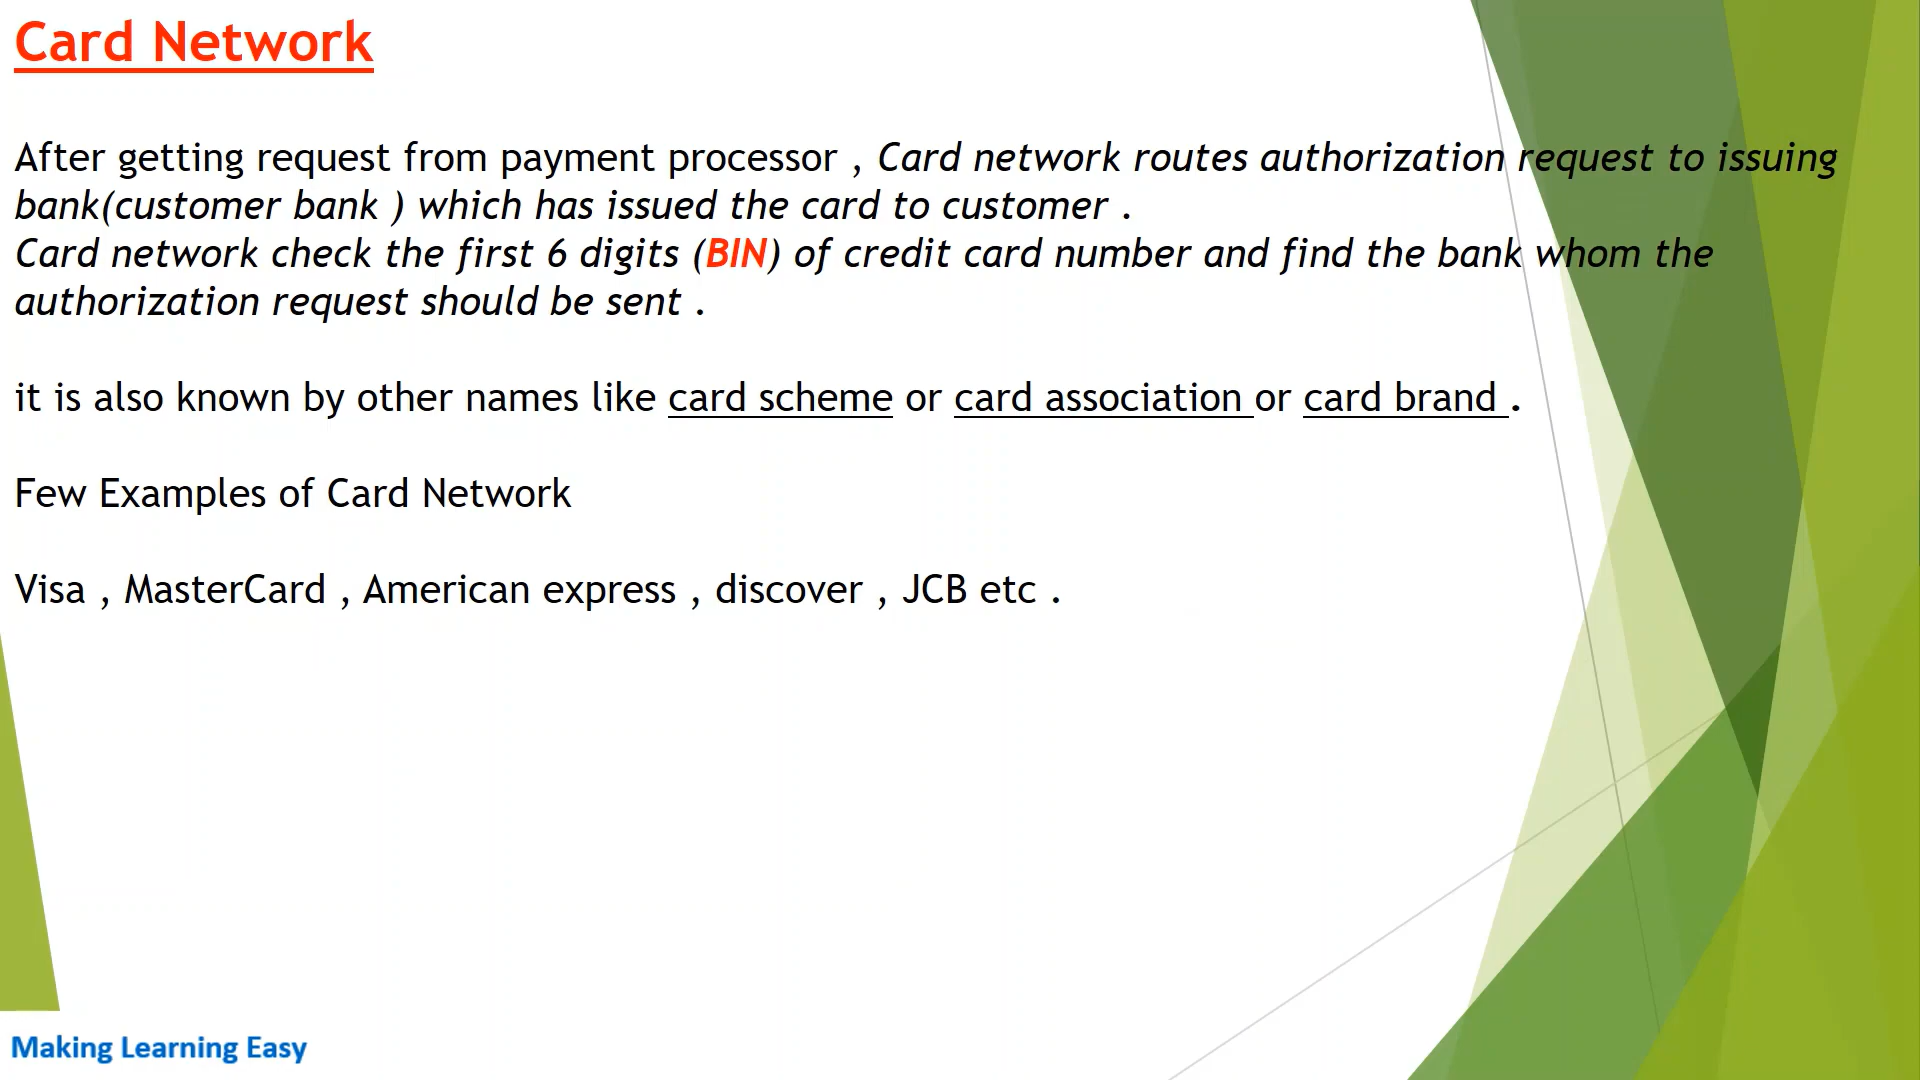 Card Network
After getting request from payment processor , Card network routes authorization request to issuing
bank(customer bank ) which has issued the card to customer .
Card network check the first 6 digits (BIN) of credit card number and find the bank whom the
authorization request should be sent .
it is also known by other names like card scheme or card association or card brand .
Few Examples of Card Network
Visa , MasterCard , American express , discover , JCB etc .
Making Learning Easy